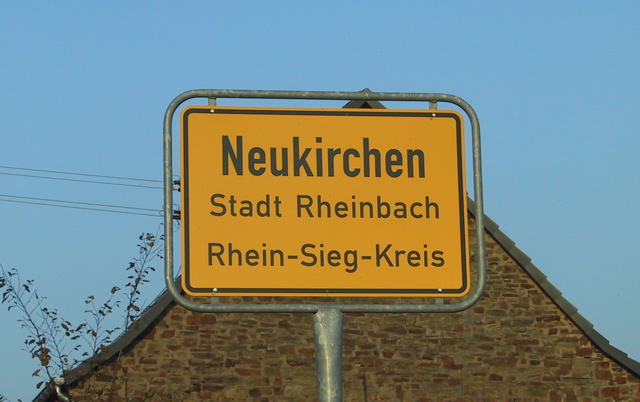 Neukirchen
Stadt Rheinbach
Rhein-Sieg-Kreis